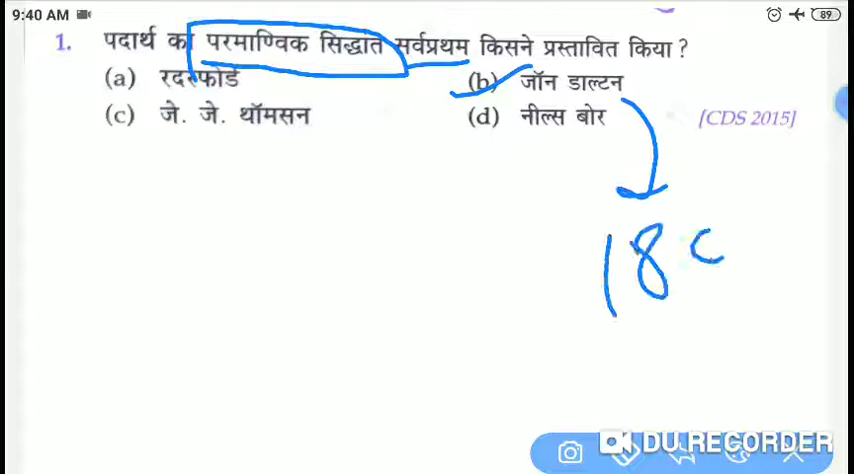 9:40 AM
89
1. पदार्थ का परमाण्विक सिद्धांत सर्वप्रथम किसने प्रस्तावित किया ?
(a) रदरफोर्ड (b) जॉन डाल्टन
(c) जे. जे. थॉमसन (d) नील्स बोर [CDS 2015]
18
DU RECORDER